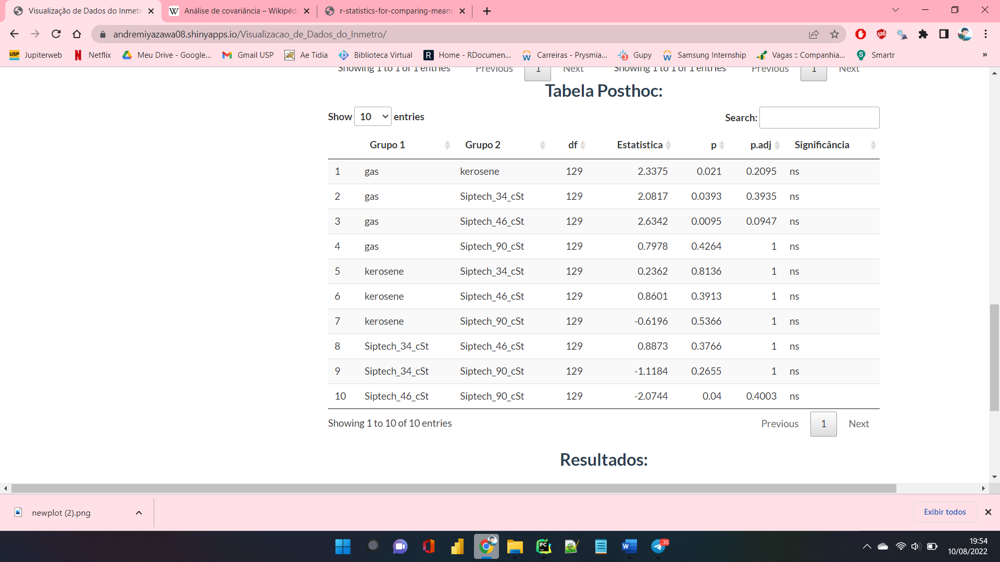 Visualização de Dados do Inmetr
Análise de covariância – Wikipéd
r-statistics-for-comparing-means
andremiyazawa08.shinyapps.io/Visualizacao_de_Dados_do_Inmetro/
Jupiterweb Netflix Meu Drive - Google... Gmail USP Ae Tidia Biblioteca Virtual Home - RDocumen... Carreiras - Prysmia... Gupy Samsung Internship Vagas :: Companhia... Smartr »
Showing 1 to 1 of 1 entries Previous 1 Next Showing 1 to 1 of 1 entries Previous 1 Next
Tabela Posthoc:
Show 10 entries Search:
Grupo 1 Grupo 2 df Estatistica p p.adj Significância
1 gas kerosene 129 2.3375 0.021 0.2095 ns
2 gas Siptech_34_cSt 129 2.0817 0.0393 0.3935 ns
3 gas Siptech_46_cSt 129 2.6342 0.0095 0.0947 ns
4 gas Siptech_90_cSt 129 0.7978 0.4264 1 ns
5 kerosene Siptech_34_cSt 129 0.2362 0.8136 1 ns
6 kerosene Siptech_46_cSt 129 0.8601 0.3913 1 ns
7 kerosene Siptech_90_cSt 129 -0.6196 0.5366 1 ns
8 Siptech_34_cSt Siptech_46_cSt 129 0.8873 0.3766 1 ns
9 Siptech_34_cSt Siptech_90_cSt 129 -1.1184 0.2655 1 ns
10 Siptech_46_cSt Siptech_90_cSt 129 -2.0744 0.04 0.4003 ns
Showing 1 to 10 of 10 entries Previous 1 Next
Resultados:
newplot (2).png Exibir todos
19:54
10/08/2022